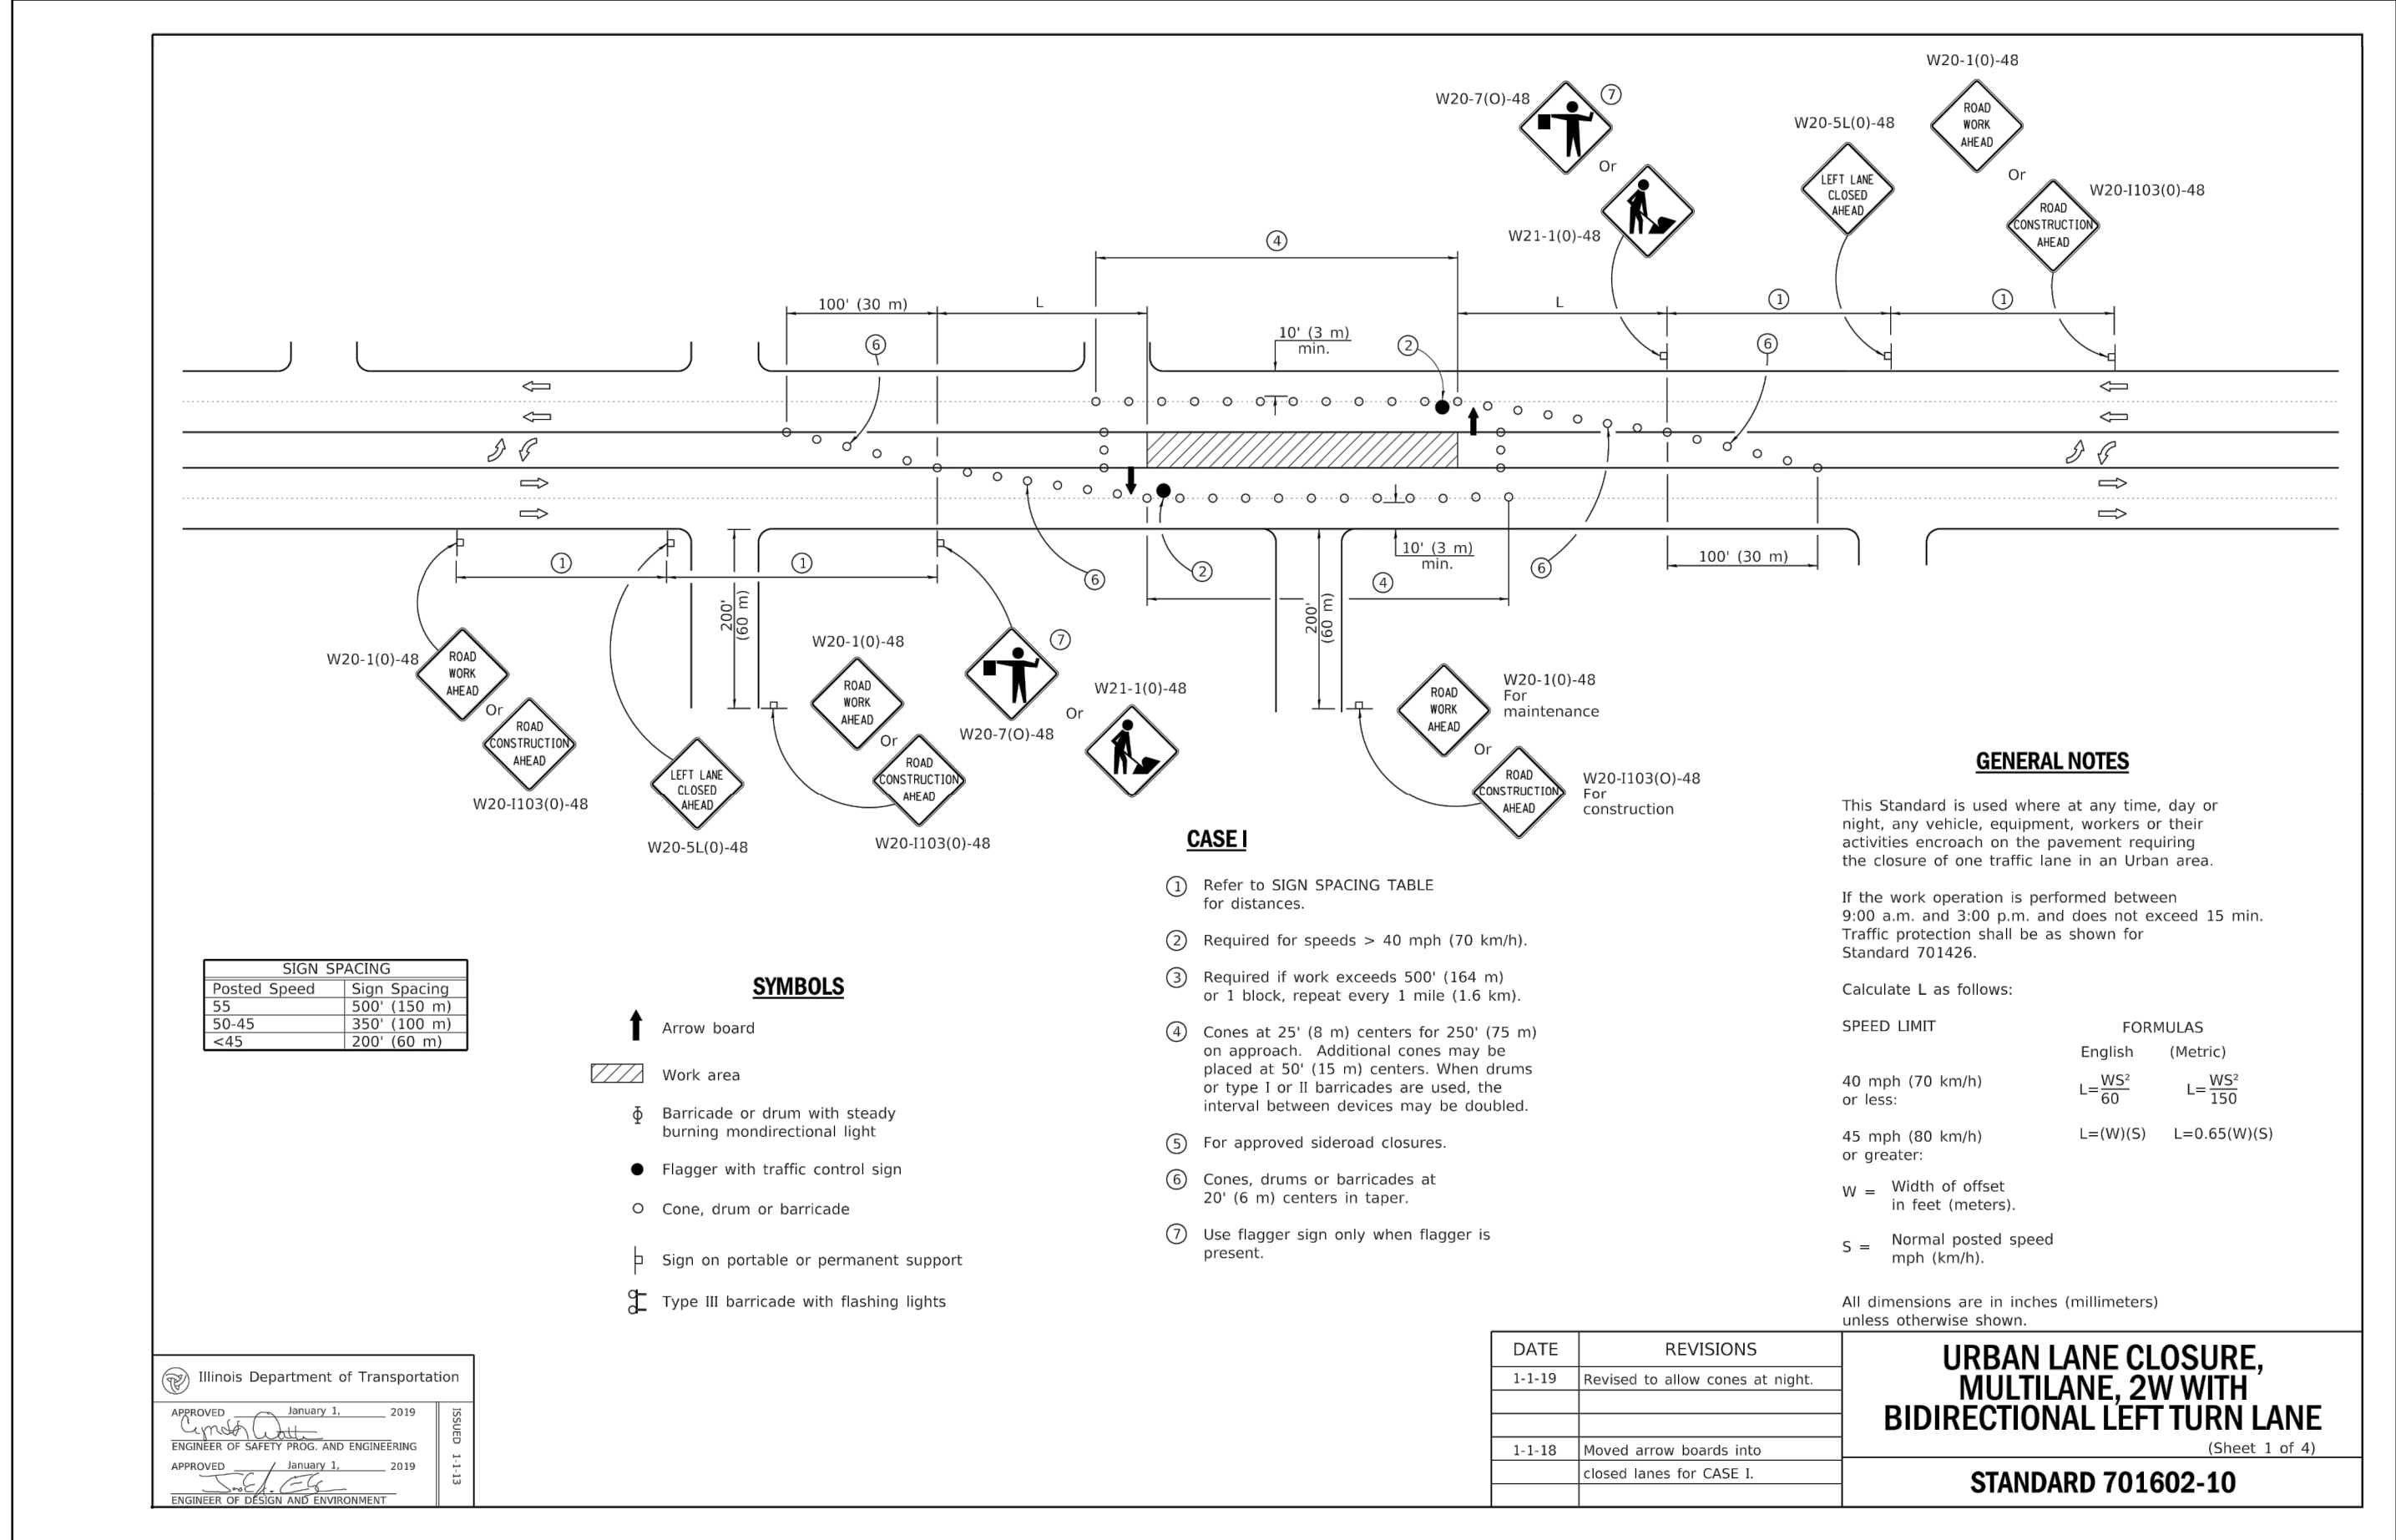 W20-1(0)-48
W20-7(O)-48
7
ROAD
WORK
AHEAD
W20-5L(0)-48
Or
Or
W20-I103(0)-48
LEFT LANE
CLOSED
AHEAD
ROAD
CONSTRUCTION
AHEAD
W21-1(0)-48
4
100' (30 m)
L
L
1
1
10' (3 m)
min.
6
2
6
1
1
200'
(60 m)
6
2
10' (3 m)
min.
4
6
100' (30 m)
200'
(60 m)
W20-1(0)-48
ROAD
WORK
AHEAD
Or
ROAD
CONSTRUCTION
AHEAD
W20-I103(0)-48
LEFT LANE
CLOSED
AHEAD
W20-5L(0)-48
W20-1(0)-48
ROAD
WORK
AHEAD
Or
ROAD
CONSTRUCTION
AHEAD
W20-I103(0)-48
7
W20-7(O)-48
Or
W21-1(0)-48
ROAD
WORK
AHEAD
W20-1(0)-48
For
maintenance
Or
ROAD
CONSTRUCTION
AHEAD
W20-I103(O)-48
For
construction
CASE I
1 Refer to SIGN SPACING TABLE
for distances.
2 Required for speeds > 40 mph (70 km/h).
3 Required if work exceeds 500' (164 m)
or 1 block, repeat every 1 mile (1.6 km).
4 Cones at 25' (8 m) centers for 250' (75 m)
on approach. Additional cones may be
placed at 50' (15 m) centers. When drums
or type I or II barricades are used, the
interval between devices may be doubled.
5 For approved sideroad closures.
6 Cones, drums or barricades at
20' (6 m) centers in taper.
7 Use flagger sign only when flagger is
present.
SIGN SPACING
Posted Speed Sign Spacing
55 500' (150 m)
50-45 350' (100 m)
<45 200' (60 m)
SYMBOLS
Arrow board
Work area
Barricade or drum with steady
burning mondirectional light
Flagger with traffic control sign
Cone, drum or barricade
Sign on portable or permanent support
Type III barricade with flashing lights
GENERAL NOTES
This Standard is used where at any time, day or
night, any vehicle, equipment, workers or their
activities encroach on the pavement requiring
the closure of one traffic lane in an Urban area.
If the work operation is performed between
9:00 a.m. and 3:00 p.m. and does not exceed 15 min.
Traffic protection shall be as shown for
Standard 701426.
Calculate L as follows:
SPEED LIMIT FORMULAS
English (Metric)
40 mph (70 km/h)
or less:
L=WS²/60 L=WS²/150
45 mph (80 km/h)
or greater:
L=(W)(S) L=0.65(W)(S)
W = Width of offset
in feet (meters).
S = Normal posted speed
mph (km/h).
All dimensions are in inches (millimeters)
unless otherwise shown.
Illinois Department of Transportation
APPROVED January 1, 2019
ENGINEER OF SAFETY PROG. AND ENGINEERING
APPROVED January 1, 2019
ENGINEER OF DESIGN AND ENVIRONMENT
ISSUED 1-1-13
DATE REVISIONS
1-1-19 Revised to allow cones at night.
1-1-18 Moved arrow boards into
closed lanes for CASE I.
URBAN LANE CLOSURE,
MULTILANE, 2W WITH
BIDIRECTIONAL LEFT TURN LANE
(Sheet 1 of 4)
STANDARD 701602-10